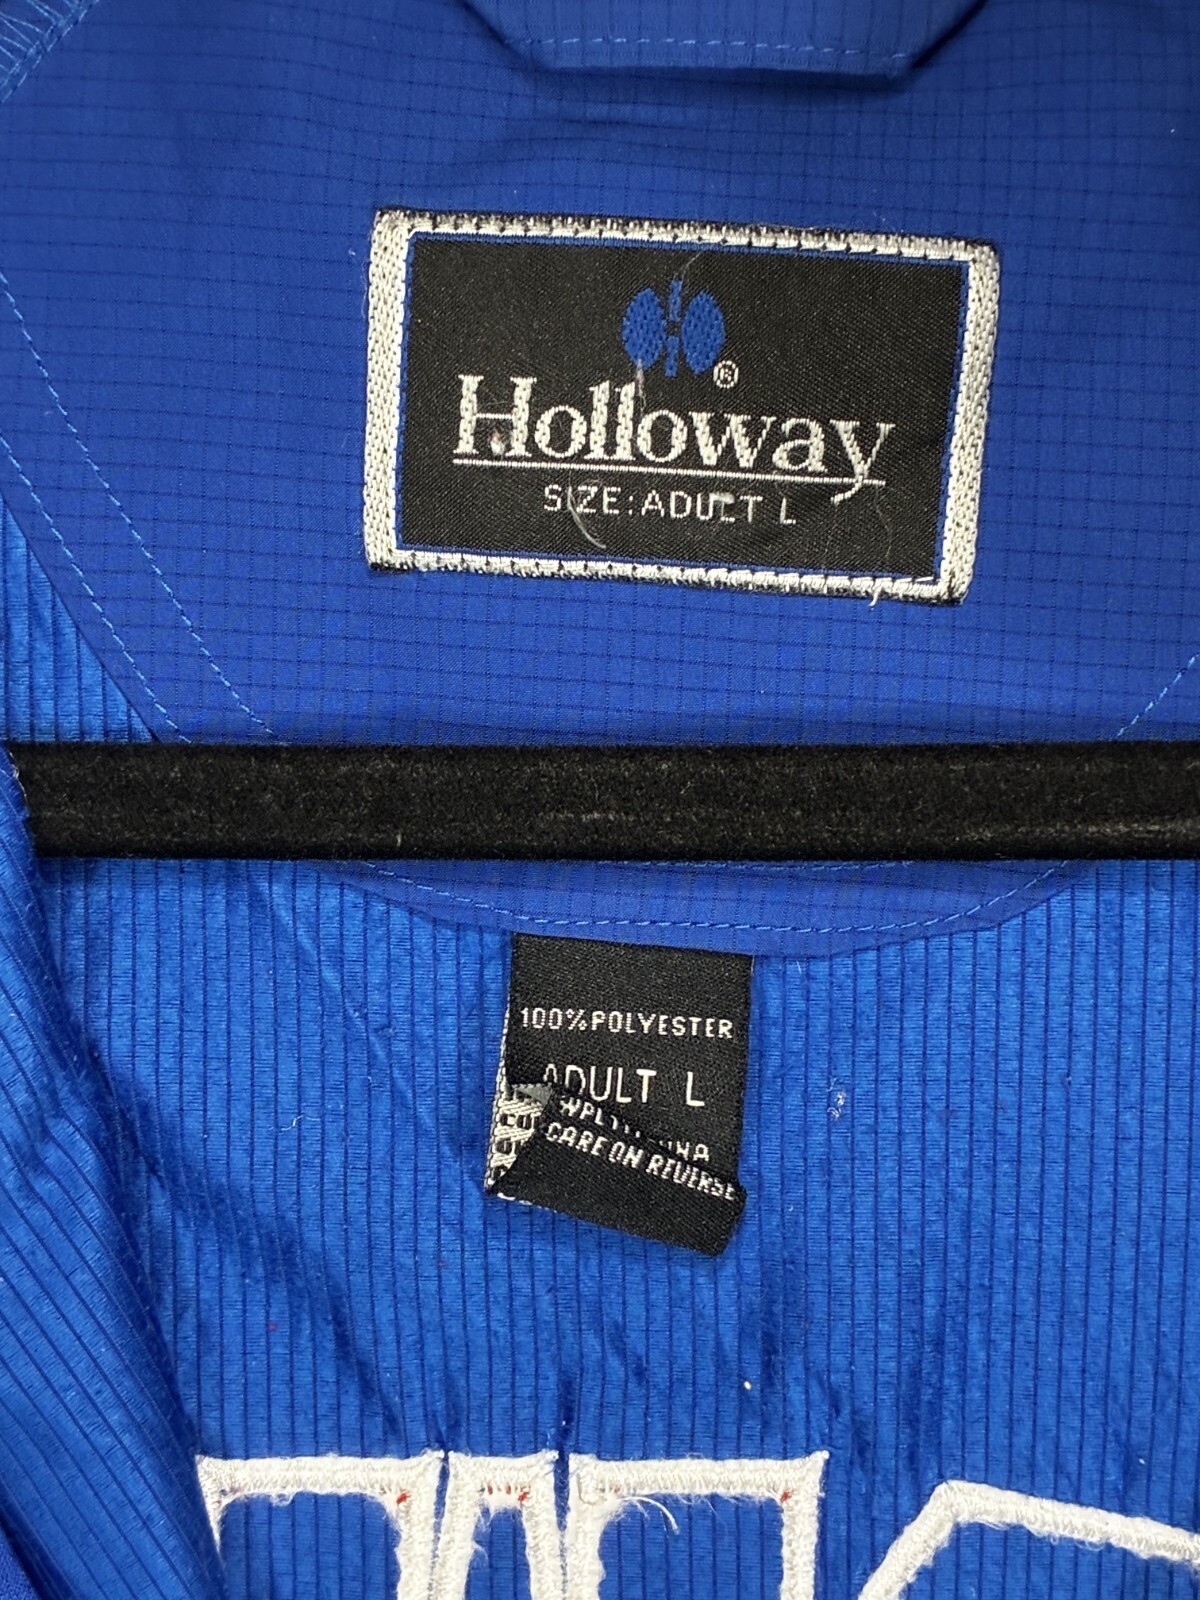 Holloway®
SIZE: ADULT L
100% POLYESTER
ADULT L
CARE ON REVERSE